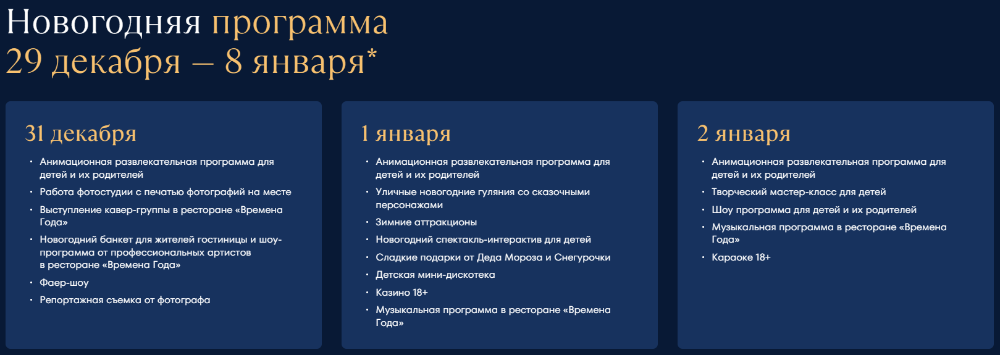 Новогодняя программа
29 декабря — 8 января*
31 декабря
• Анимационная развлекательная программа для
детей и их родителей
• Работа фотостудии с печатью фотографий на месте
• Выступление кавер-группы в ресторане «Времена
Года»
• Новогодний банкет для жителей гостиницы и шоу-
программа от профессиональных артистов
в ресторане «Времена Года»
• Фаер-шоу
• Репортажная съемка от фотографа
1 января
• Анимационная развлекательная программа для
детей и их родителей
• Уличные новогодние гуляния со сказочными
персонажами
• Зимние аттракционы
• Новогодний спектакль-интерактив для детей
• Сладкие подарки от Деда Мороза и Снегурочки
• Детская мини-дискотека
• Казино 18+
• Музыкальная программа в ресторане «Времена
Года»
2 января
• Анимационная развлекательная программа для
детей и их родителей
• Творческий мастер-класс для детей
• Шоу программа для детей и их родителей
• Музыкальная программа в ресторане «Времена
Года»
• Караоке 18+